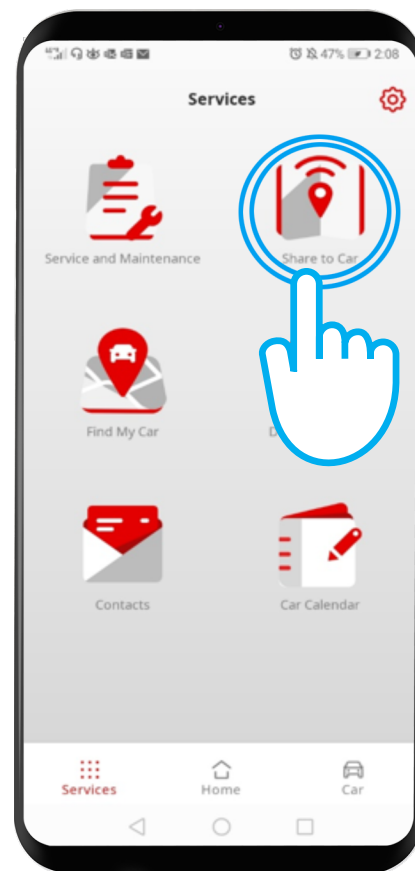 47% 2:08
Services
Service and Maintenance
Share to Car
Find My Car
Contacts
Car Calendar
Services
Home
Car